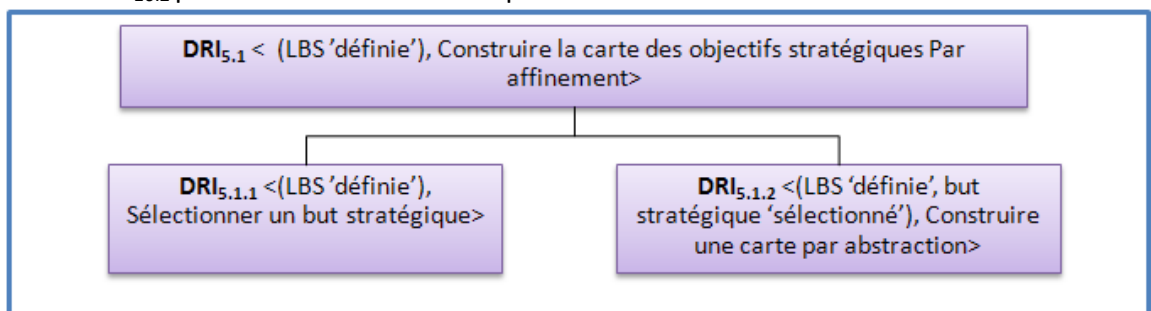 DRI5.1 < (LBS 'définie'), Construire la carte des objectifs stratégiques Par
affinement>
DRI5.1.1 <(LBS 'définie'),
Sélectionner un but stratégique>
DRI5.1.2 <(LBS ‘définie’, but
stratégique ‘sélectionné’), Construire
une carte par abstraction>